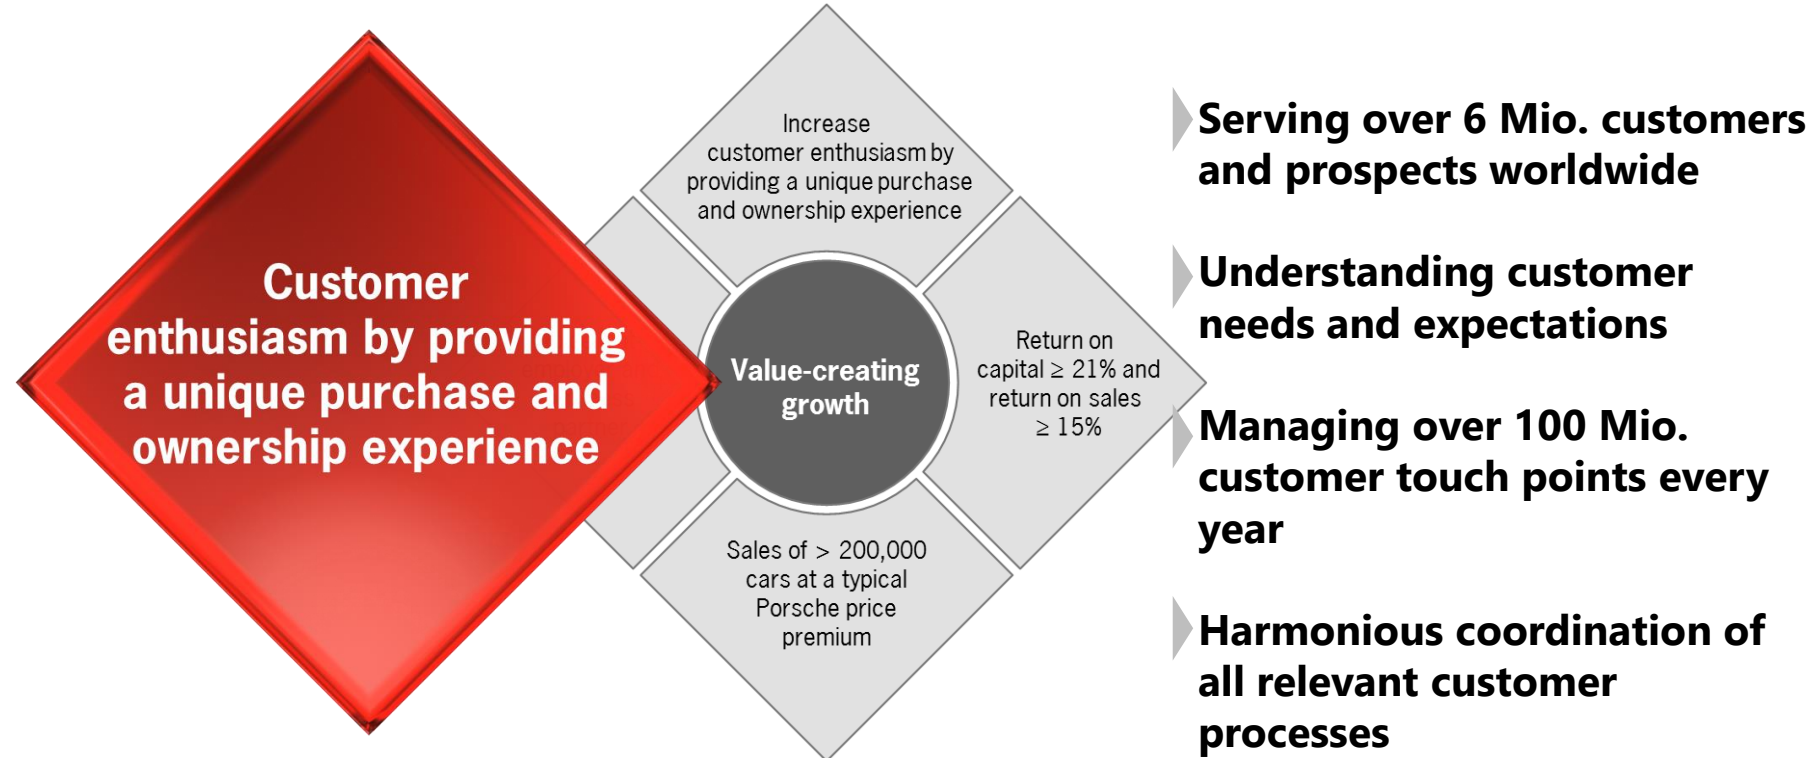 Customer
enthusiasm by providing
a unique purchase and
ownership experience
Increase
customer enthusiasm by
providing a unique purchase
and ownership experience
Value-creating
growth
Return on
capital ≥ 21% and
return on sales
≥ 15%
Sales of > 200,000
cars at a typical
Porsche price
premium
Serving over 6 Mio. customers
and prospects worldwide
Understanding customer
needs and expectations
Managing over 100 Mio.
customer touch points every
year
Harmonious coordination of
all relevant customer
processes